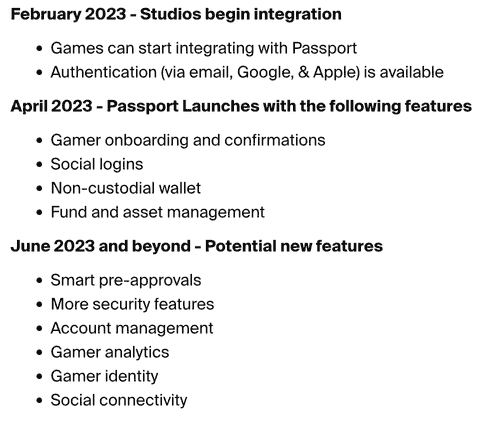 February 2023 - Studios begin integration
• Games can start integrating with Passport
• Authentication (via email, Google, & Apple) is available
April 2023 - Passport Launches with the following features
• Gamer onboarding and confirmations
• Social logins
• Non-custodial wallet
• Fund and asset management
June 2023 and beyond - Potential new features
• Smart pre-approvals
• More security features
• Account management
• Gamer analytics
• Gamer identity
• Social connectivity